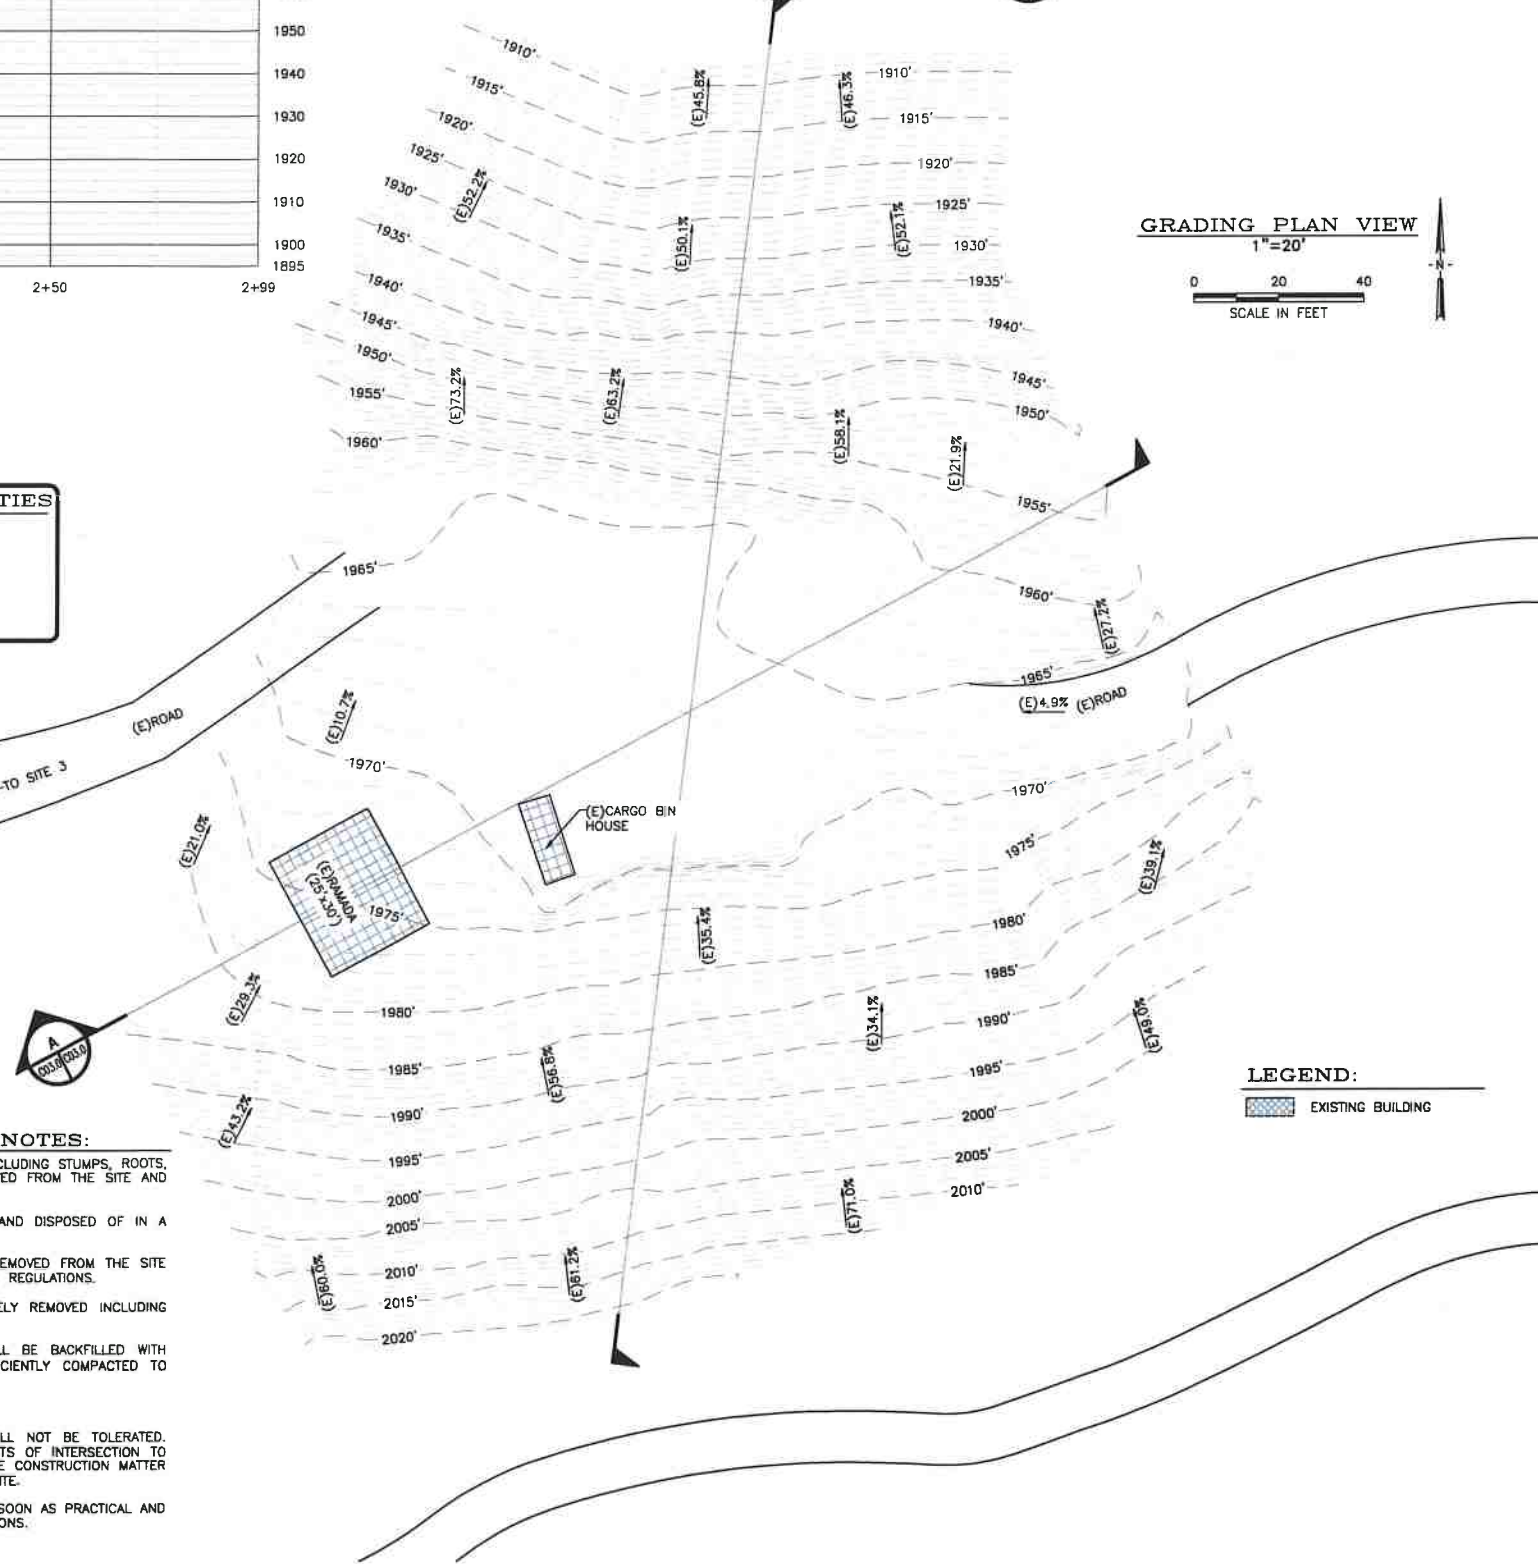 1950
1940
1930
1920
1910
1900
1895
2+50
2+99
1910'
1915'
1920'
1925'
1930'
1935'
1940'
1945'
1950'
1955'
1960'
1910'
1915'
1920'
1925'
1930'
1935'
1940'
1945'
1950'
1955'
1960'
1965'
(E)45.8%
(E)46.3%
(E)52.2%
(E)50.1%
(E)52.1%
(E)73.2%
(E)63.2%
(E)58.1%
(E)21.9%
(E)27.2%
GRADING PLAN VIEW
1"=20'
0 20 40
SCALE IN FEET
-N-
TIES
1965'
(E)ROAD
TO SITE 3
(E)10.7%
1970'
(E)4.9% (E)ROAD
(E)21.0%
(E)RAMADA
(25'x30')
1975'
(E)CARGO BIN
HOUSE
1970'
1975'
1980'
1985'
1990'
1995'
2000'
2005'
2010'
(E)39.1%
(E)35.4%
(E)29.3%
(E)34.1%
(E)49.0%
(E)56.8%
(E)43.2%
(E)71.0%
(E)60.0%
(E)61.2%
1980'
1985'
1990'
1995'
2000'
2005'
2010'
2015'
2020'
A
C03.0 C03.0
LEGEND:
EXISTING BUILDING
NOTES:
CLUDING STUMPS, ROOTS,
ED FROM THE SITE AND
AND DISPOSED OF IN A
EMOVED FROM THE SITE
REGULATIONS.
ELY REMOVED INCLUDING
LL BE BACKFILLED WITH
CIENTLY COMPACTED TO
LL NOT BE TOLERATED.
TS OF INTERSECTION TO
E CONSTRUCTION MATTER
ITE.
SOON AS PRACTICAL AND
ONS.